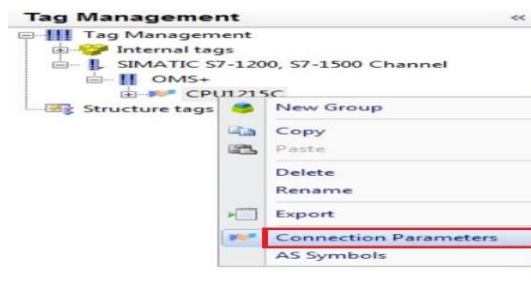 Tag Management
Tag Management
Internal tags
SIMATIC S7-1200, S7-1500 Channel
OMS+
CPU1215C
Structure tags
New Group
Copy
Paste
Delete
Rename
Export
Connection Parameters
AS Symbols